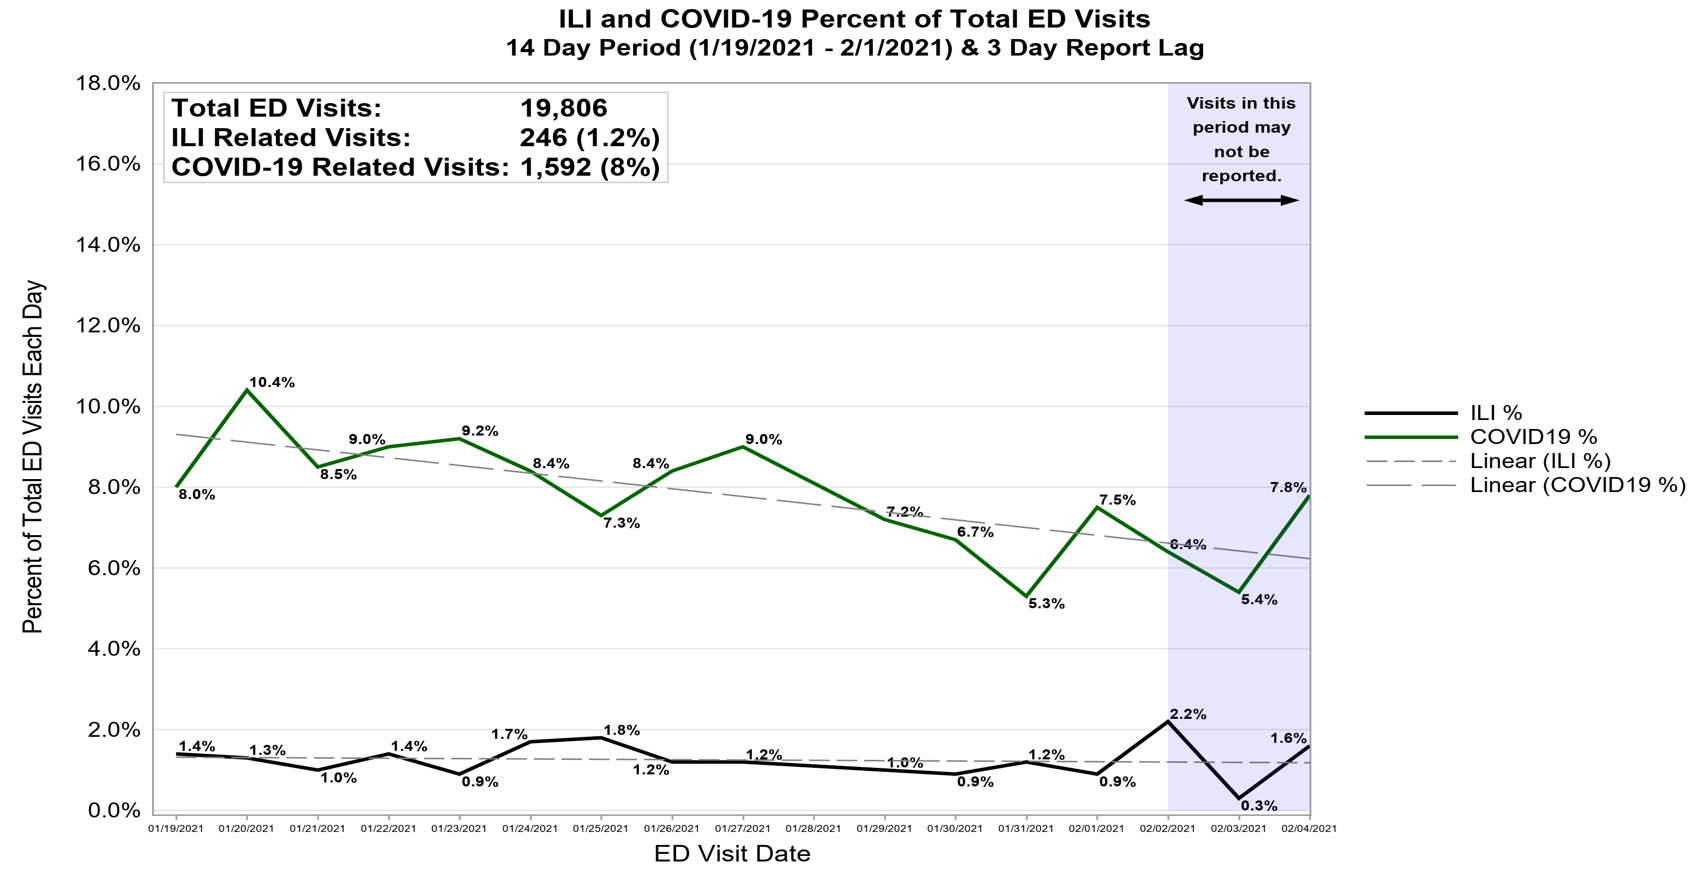 ILI and COVID-19 Percent of Total ED Visits
14 Day Period (1/19/2021 - 2/1/2021) & 3 Day Report Lag
Total ED Visits: 19,806
ILI Related Visits: 246 (1.2%)
COVID-19 Related Visits: 1,592 (8%)
Visits in this
period may
not be
reported.
Percent of Total ED Visits Each Day
18.0%
16.0%
14.0%
12.0%
10.0%
8.0%
6.0%
4.0%
2.0%
0.0%
8.0%
10.4%
8.5%
9.0%
9.2%
8.4%
7.3%
8.4%
9.0%
7.2%
6.7%
5.3%
7.5%
6.4%
5.4%
7.8%
1.4%
1.3%
1.0%
1.4%
0.9%
1.7%
1.8%
1.2%
1.2%
1.0%
0.9%
1.2%
0.9%
2.2%
0.3%
1.6%
01/19/2021 01/20/2021 01/21/2021 01/22/2021 01/23/2021 01/24/2021 01/25/2021 01/26/2021 01/27/2021 01/28/2021 01/29/2021 01/30/2021 01/31/2021 02/01/2021 02/02/2021 02/03/2021 02/04/2021
ED Visit Date
ILI %
COVID19 %
Linear (ILI %)
Linear (COVID19 %)